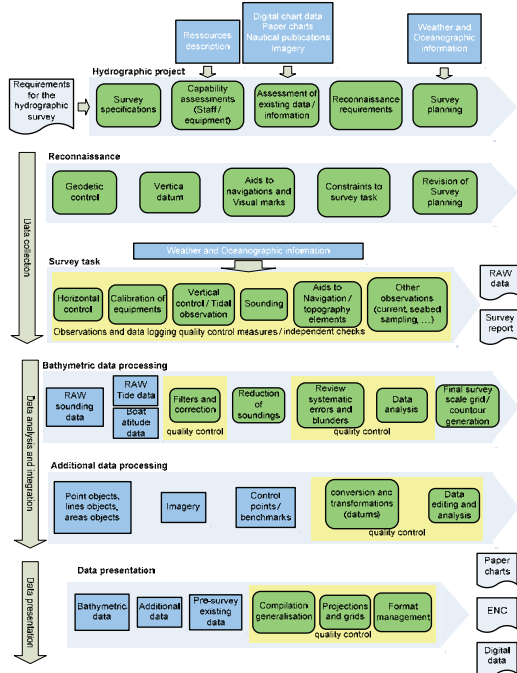 Ressources
description
Digital chart data
Paper charts
Nautical publications
Imagery
Weather and
Oceanographic
information
Hydrographic project
Requirements
for the
hydrographic
survey
Survey
specifications
Capability
assessments
(Staff /
equipment)
Assessment of
existing data /
information
Reconnaissance
requirements
Survey
planning
Reconnaissance
Geodetic
control
Vertica
datum
Aids to
navigations and
Visual marks
Constraints to
survey task
Revision of
Survey
planning
Data collection
Weather and Oceanographic information
Survey task
Horizontal
control
Calibration of
equipments
Vertical
control / Tidal
observation
Sounding
Aids to
Navigation /
topography
elements
Other
observations
(current, seabed
sampling, …)
Observations and data logging quality control measures / independent checks
RAW
data
Survey
report
Bathymetric data processing
RAW
sounding data
RAW
Tide data
Boat
atitude data
Filters and
correction
quality control
Reduction
of
soundings
Review
systematic
errors and
blunders
Data
analysis
quality control
Final survey
scale grid /
countour
generation
Data analysis and integration
Additional data processing
Point objects,
lines objects,
areas objects
Imagery
Control
points /
benchmarks
conversion and
transformations
(datums)
Data
editing and
analysis
quality control
Data presentation
Data presentation
Bathymetric
data
Additional
data
Pre-survey
existing
data
Compilation
generalisation
Projections
and grids
Format
management
quality control
Paper
charts
ENC
Digital
data